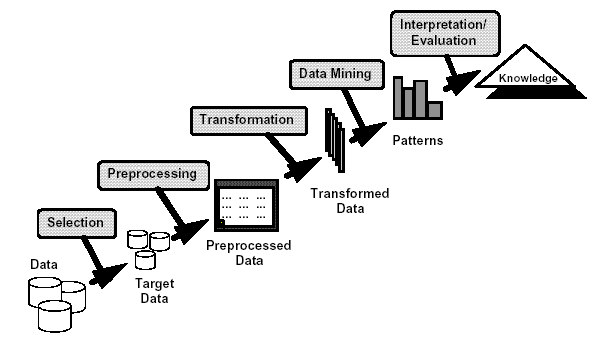 Interpretation/
Evaluation
Data Mining
Knowledge
Transformation
Patterns
Preprocessing
Transformed
Data
Selection
Preprocessed
Data
Data
Target
Data